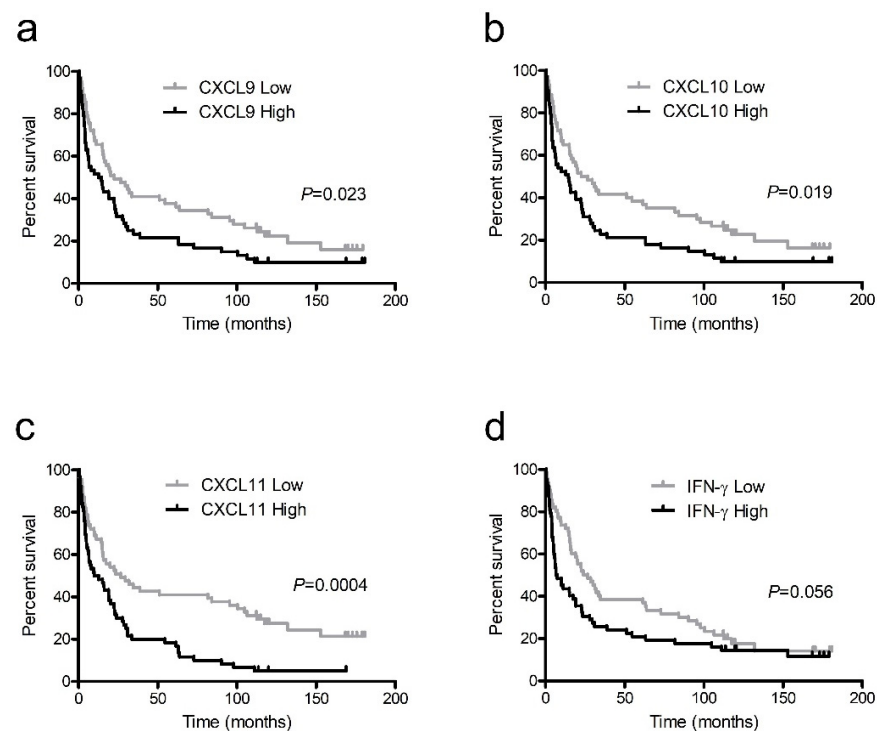 a
b
100
80
60
40
20
0
Percent survival
CXCL9 Low
CXCL9 High
P=0.023
0 50 100 150 200
Time (months)
100
80
60
40
20
0
Percent survival
CXCL10 Low
CXCL10 High
P=0.019
0 50 100 150 200
Time (months)
c
d
100
80
60
40
20
0
Percent survival
CXCL11 Low
CXCL11 High
P=0.0004
0 50 100 150 200
Time (months)
100
80
60
40
20
0
Percent survival
IFN-γ Low
IFN-γ High
P=0.056
0 50 100 150 200
Time (months)